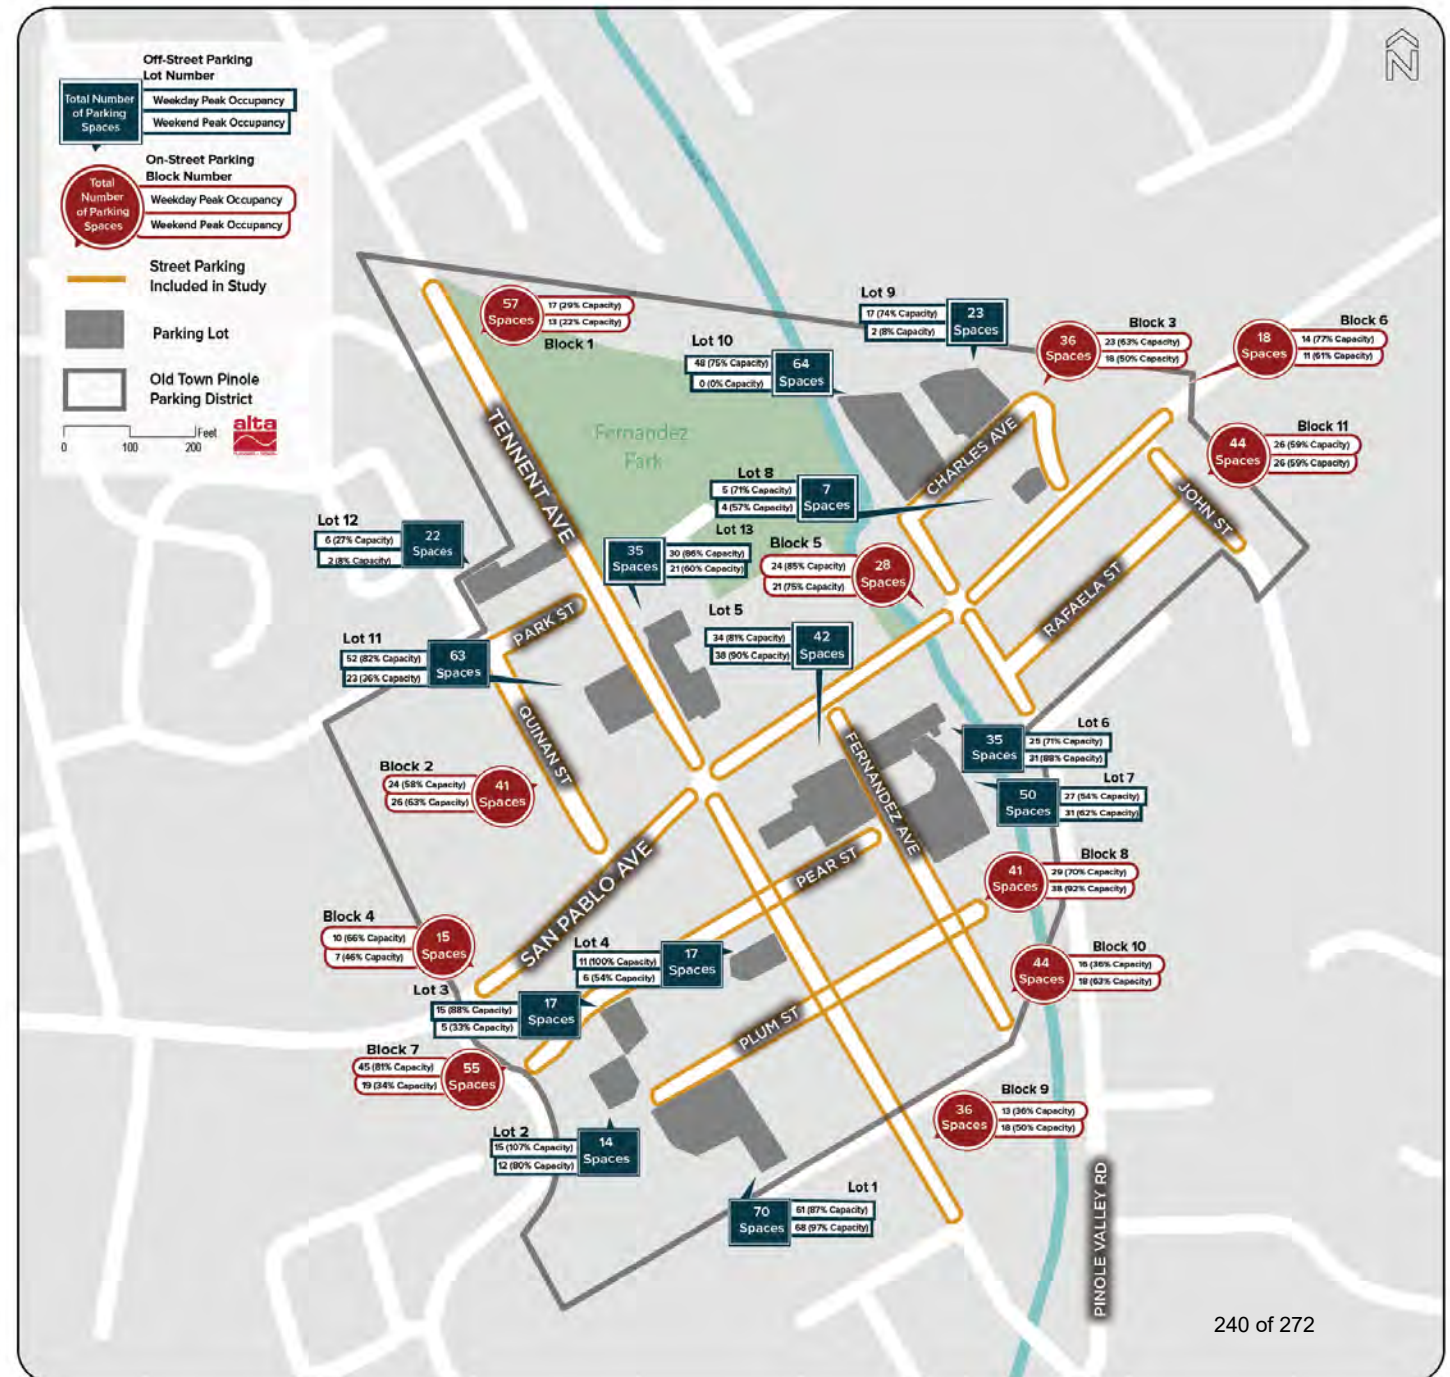 Off-Street Parking
Lot Number
Total Number
of Parking
Spaces
Weekday Peak Occupancy
Weekend Peak Occupancy
On-Street Parking
Block Number
Total
Number
of Parking
Spaces
Weekday Peak Occupancy
Weekend Peak Occupancy
Street Parking
Included in Study
Parking Lot
Old Town Pinole
Parking District
Feet
0
100
200
alta
N
57
Spaces
17 (29% Capacity)
13 (22% Capacity)
Block 1
Lot 9
17 (74% Capacity)
2 (8% Capacity)
23
Spaces
Lot 10
48 (75% Capacity)
0 (0% Capacity)
64
Spaces
Block 3
36
Spaces
23 (63% Capacity)
18 (50% Capacity)
Block 6
18
Spaces
14 (77% Capacity)
11 (61% Capacity)
Block 11
44
Spaces
26 (59% Capacity)
26 (59% Capacity)
TENNENT AVE
Fernandez
Park
CHARLES AVE
JOHN ST
RAFAELA ST
Lot 8
5 (71% Capacity)
4 (57% Capacity)
7
Spaces
Lot 12
6 (27% Capacity)
2 (8% Capacity)
22
Spaces
Lot 13
35
Spaces
30 (86% Capacity)
21 (60% Capacity)
Block 5
24 (85% Capacity)
21 (75% Capacity)
28
Spaces
Lot 5
34 (81% Capacity)
38 (90% Capacity)
42
Spaces
PARK ST
Lot 11
52 (82% Capacity)
23 (36% Capacity)
63
Spaces
QUINAN ST
FERNANDEZ AVE
Lot 6
35
Spaces
25 (71% Capacity)
31 (88% Capacity)
Lot 7
50
Spaces
27 (54% Capacity)
31 (62% Capacity)
Block 2
24 (58% Capacity)
26 (63% Capacity)
41
Spaces
PEAR ST
Block 8
41
Spaces
29 (70% Capacity)
38 (92% Capacity)
SAN PABLO AVE
Block 4
10 (66% Capacity)
7 (46% Capacity)
15
Spaces
Lot 4
11 (100% Capacity)
6 (54% Capacity)
17
Spaces
Block 10
44
Spaces
16 (36% Capacity)
18 (63% Capacity)
Lot 3
15 (88% Capacity)
5 (33% Capacity)
17
Spaces
PLUM ST
Block 7
45 (81% Capacity)
19 (34% Capacity)
55
Spaces
Block 9
36
Spaces
13 (36% Capacity)
18 (50% Capacity)
Lot 2
15 (107% Capacity)
12 (80% Capacity)
14
Spaces
Lot 1
70
Spaces
61 (87% Capacity)
68 (97% Capacity)
PINOLE VALLEY RD
240 of 272